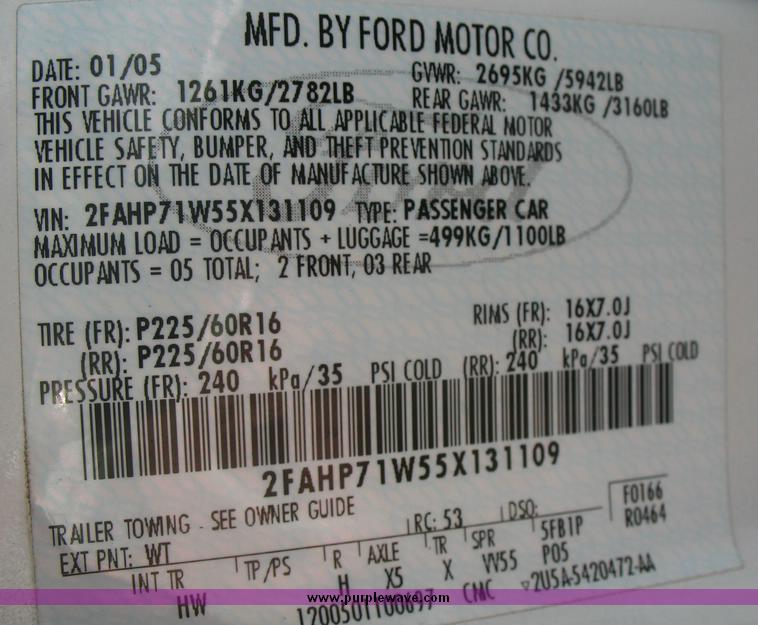 MFD. BY FORD MOTOR CO.
DATE: 01/05 GVWR: 2695KG /5942LB
FRONT GAWR: 1261KG/2782LB REAR GAWR: 1433KG /3160LB
THIS VEHICLE CONFORMS TO ALL APPLICABLE FEDERAL MOTOR
VEHICLE SAFETY, BUMPER, AND THEFT PREVENTION STANDARDS
IN EFFECT ON THE DATE OF MANUFACTURE SHOWN ABOVE.
VIN: 2FAHP71W55X131109 TYPE: PASSENGER CAR
MAXIMUM LOAD = OCCUPANTS + LUGGAGE =499KG/1100LB
OCCUPANTS = 05 TOTAL; 2 FRONT, 03 REAR
TIRE (FR): P225/60R16 RIMS (FR): 16X7.0J
(RR): P225/60R16 (RR): 16X7.0J
PRESSURE (FR): 240 kPa/35 PSI COLD (RR): 240 kPa/35 PSI COLD
2FAHP71W55X131109
TRAILER TOWING - SEE OWNER GUIDE RC: 53 DSO: F0166
EXT PNT: WT R0464
INT TR TP/PS R AXLE TR SPR 5FB1P
HW H X5 X VV55 P05
1200501100697 CMC ▽2U5A-5420472-AA
www.purplewave.com